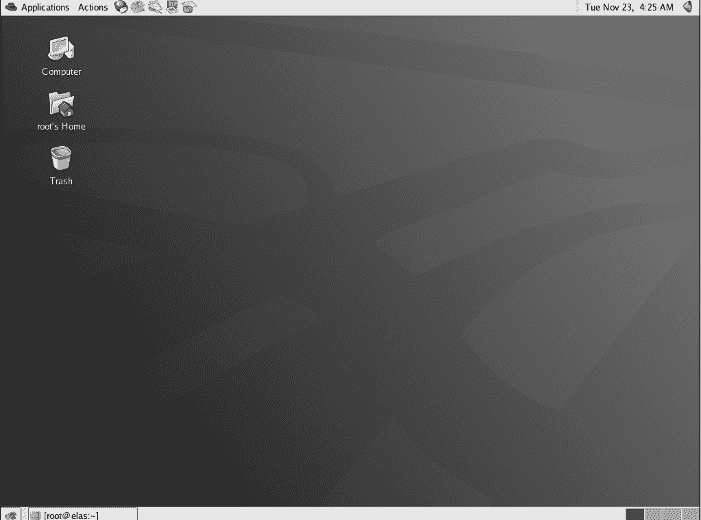 Applications Actions Tue Nov 23, 4:25 AM
Computer
root's Home
Trash
[root@elas:~]